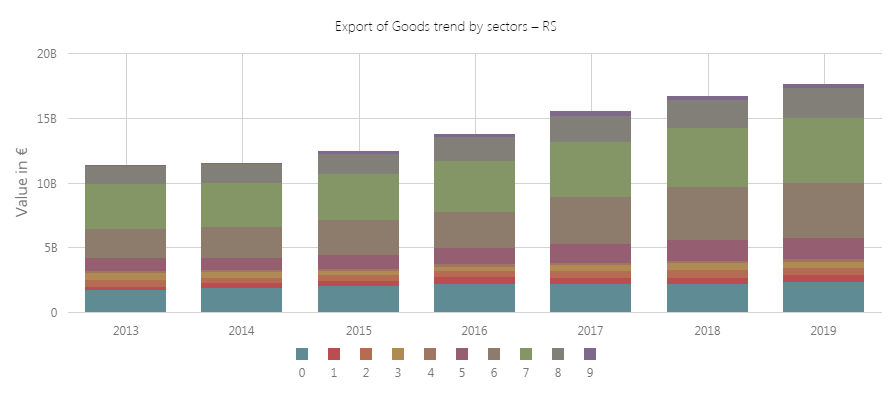 Export of Goods trend by sectors – RS
Value in €
20B
15B
10B
5B
0
2013 2014 2015 2016 2017 2018 2019
0 1 2 3 4 5 6 7 8 9